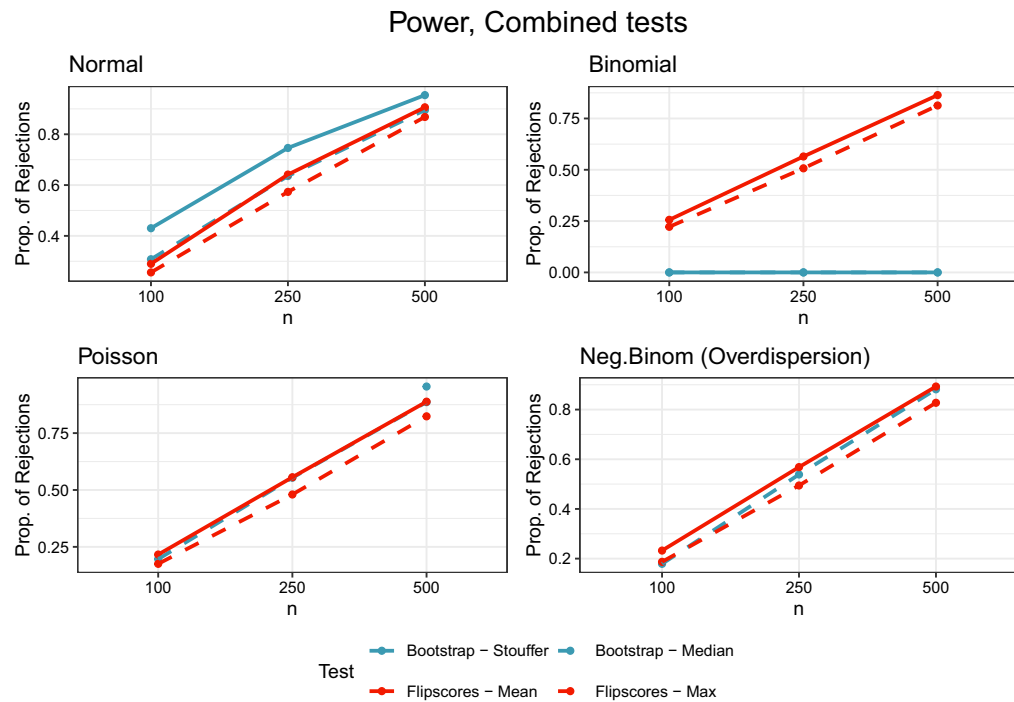 Power, Combined tests
Normal
Prop. of Rejections
0.8
0.6
0.4
100 250 500
n
Binomial
Prop. of Rejections
0.75
0.50
0.25
0.00
100 250 500
n
Poisson
Prop. of Rejections
0.75
0.50
0.25
100 250 500
n
Neg.Binom (Overdispersion)
Prop. of Rejections
0.8
0.6
0.4
0.2
100 250 500
n
Test
Bootstrap − Stouffer Bootstrap − Median
Flipscores − Mean Flipscores − Max